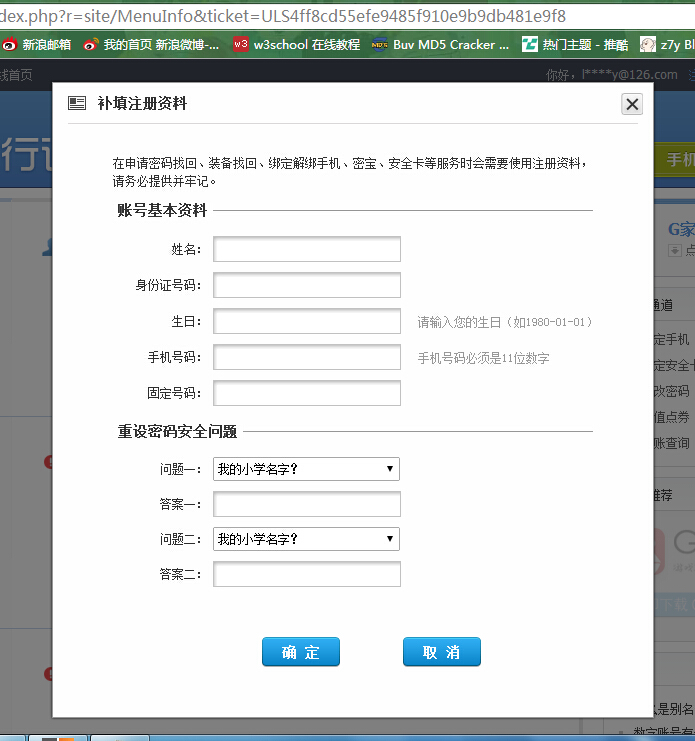 dex.php?r=site/MenuInfo&ticket=ULS4ff8cd55efe9485f910e9b9db481e9f8
新浪邮箱 我的首页 新浪微博-... w3school 在线教程 Buv MD5 Cracker ... 热门主题 - 推酷 z7y Bl
线首页 你好，l****y@126.com
补填注册资料
行 手机
在申请密码找回、装备找回、绑定解绑手机、密宝、安全卡等服务时会需要使用注册资料，
请务必提供并牢记。
账号基本资料
G家
点
姓名：
身份证号码：
通道
生日： 请输入您的生日（如1980-01-01）
定手机
手机号码： 手机号码必须是11位数字
定安全卡
固定号码：
改密码
值点券
重设密码安全问题
账查询
问题一： 我的小学名字？
答案一：
推荐
问题二： 我的小学名字？
答案二：
下载
确 定 取 消
么是别名
数字账号有